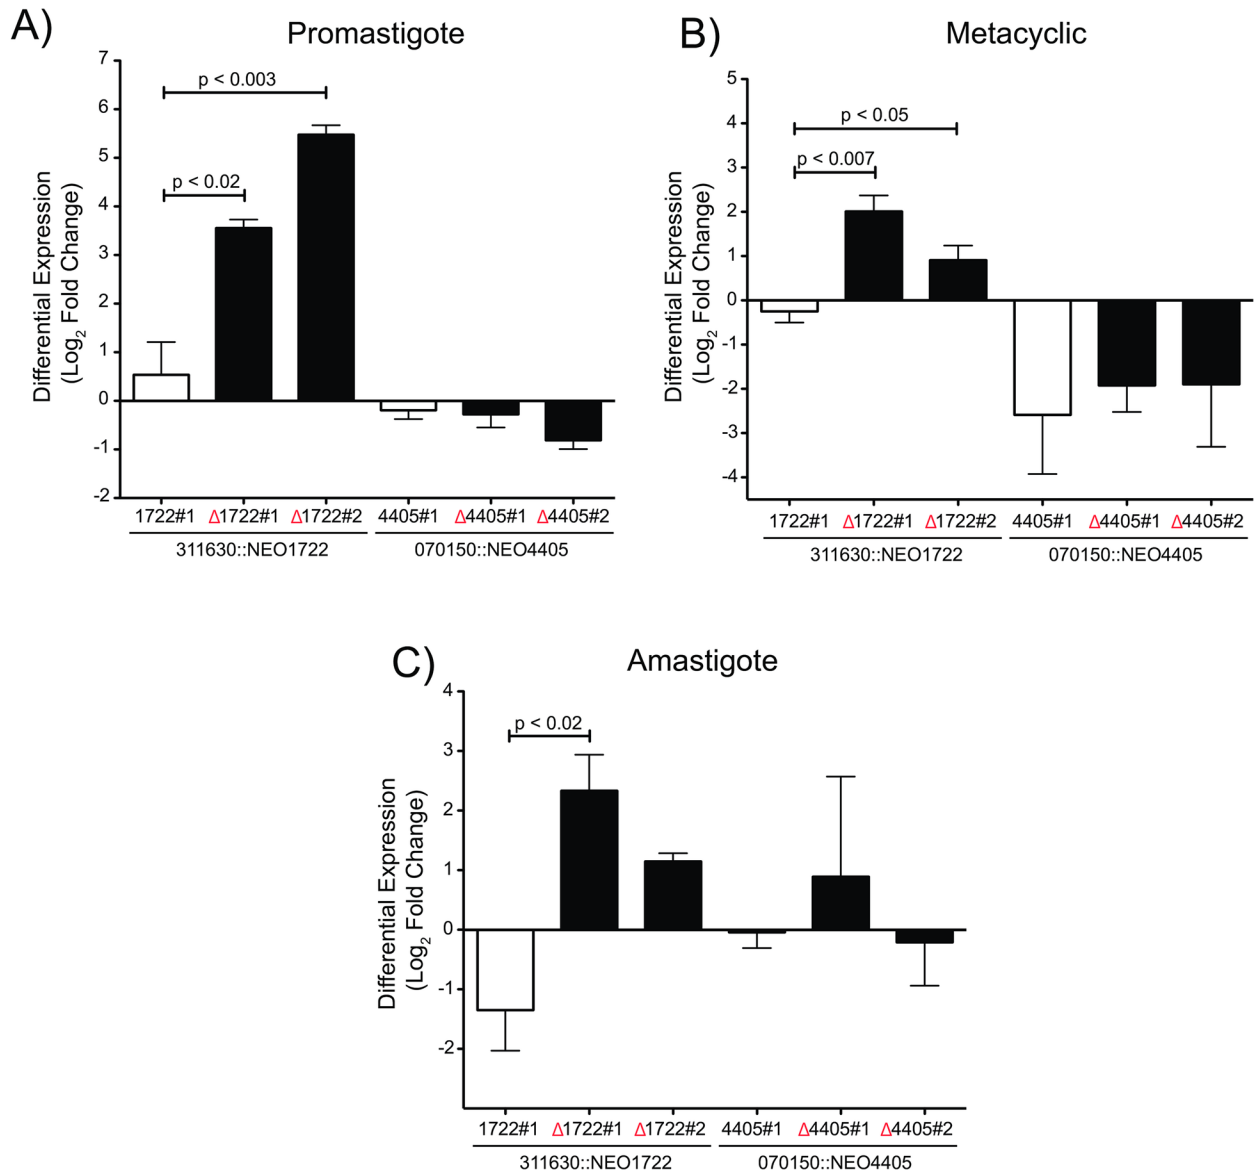 A)
Promastigote
Differential Expression
(Log2 Fold Change)
7
6
5
4
3
2
1
0
-1
-2
p < 0.003
p < 0.02
1722#1 Δ1722#1 Δ1722#2 4405#1 Δ4405#1 Δ4405#2
311630::NEO1722 070150::NEO4405
B)
Metacyclic
Differential Expression
(Log2 Fold Change)
5
4
3
2
1
0
-1
-2
-3
-4
p < 0.05
p < 0.007
1722#1 Δ1722#1 Δ1722#2 4405#1 Δ4405#1 Δ4405#2
311630::NEO1722 070150::NEO4405
C)
Amastigote
Differential Expression
(Log2 Fold Change)
4
3
2
1
0
-1
-2
p < 0.02
1722#1 Δ1722#1 Δ1722#2 4405#1 Δ4405#1 Δ4405#2
311630::NEO1722 070150::NEO4405